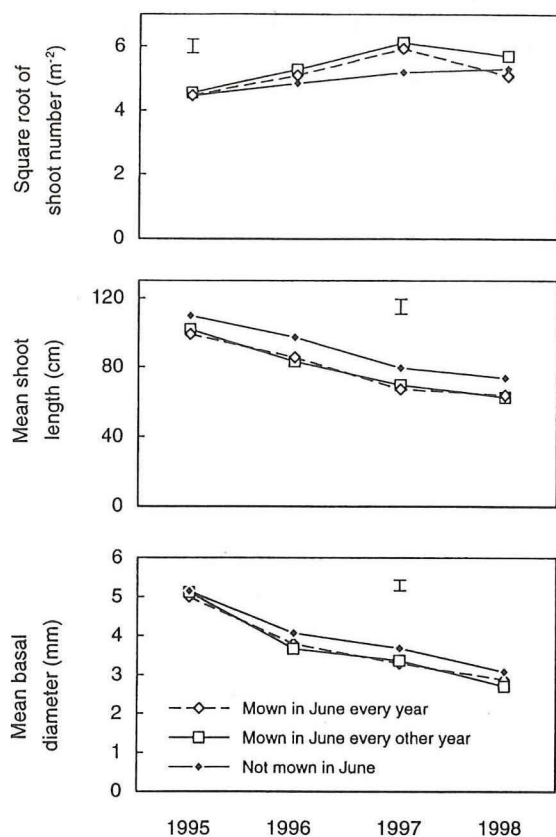 Square root of
shoot number (m⁻²)
6
4
2
0
Mean shoot
length (cm)
120
80
40
0
Mean basal
diameter (mm)
6
5
4
3
2
1
0
Mown in June every year
Mown in June every other year
Not mown in June
1995 1996 1997 1998